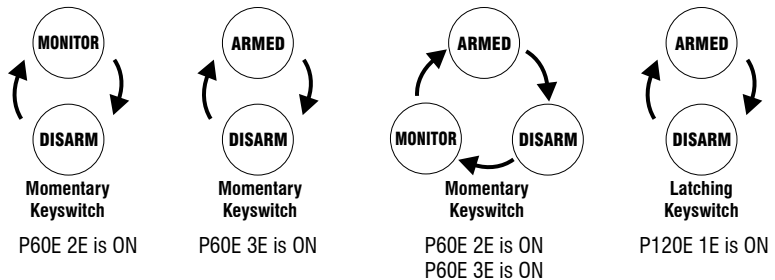 MONITOR
DISARM
Momentary
Keyswitch
P60E 2E is ON
ARMED
DISARM
Momentary
Keyswitch
P60E 3E is ON
ARMED
MONITOR
DISARM
Momentary
Keyswitch
P60E 2E is ON
P60E 3E is ON
ARMED
DISARM
Latching
Keyswitch
P120E 1E is ON